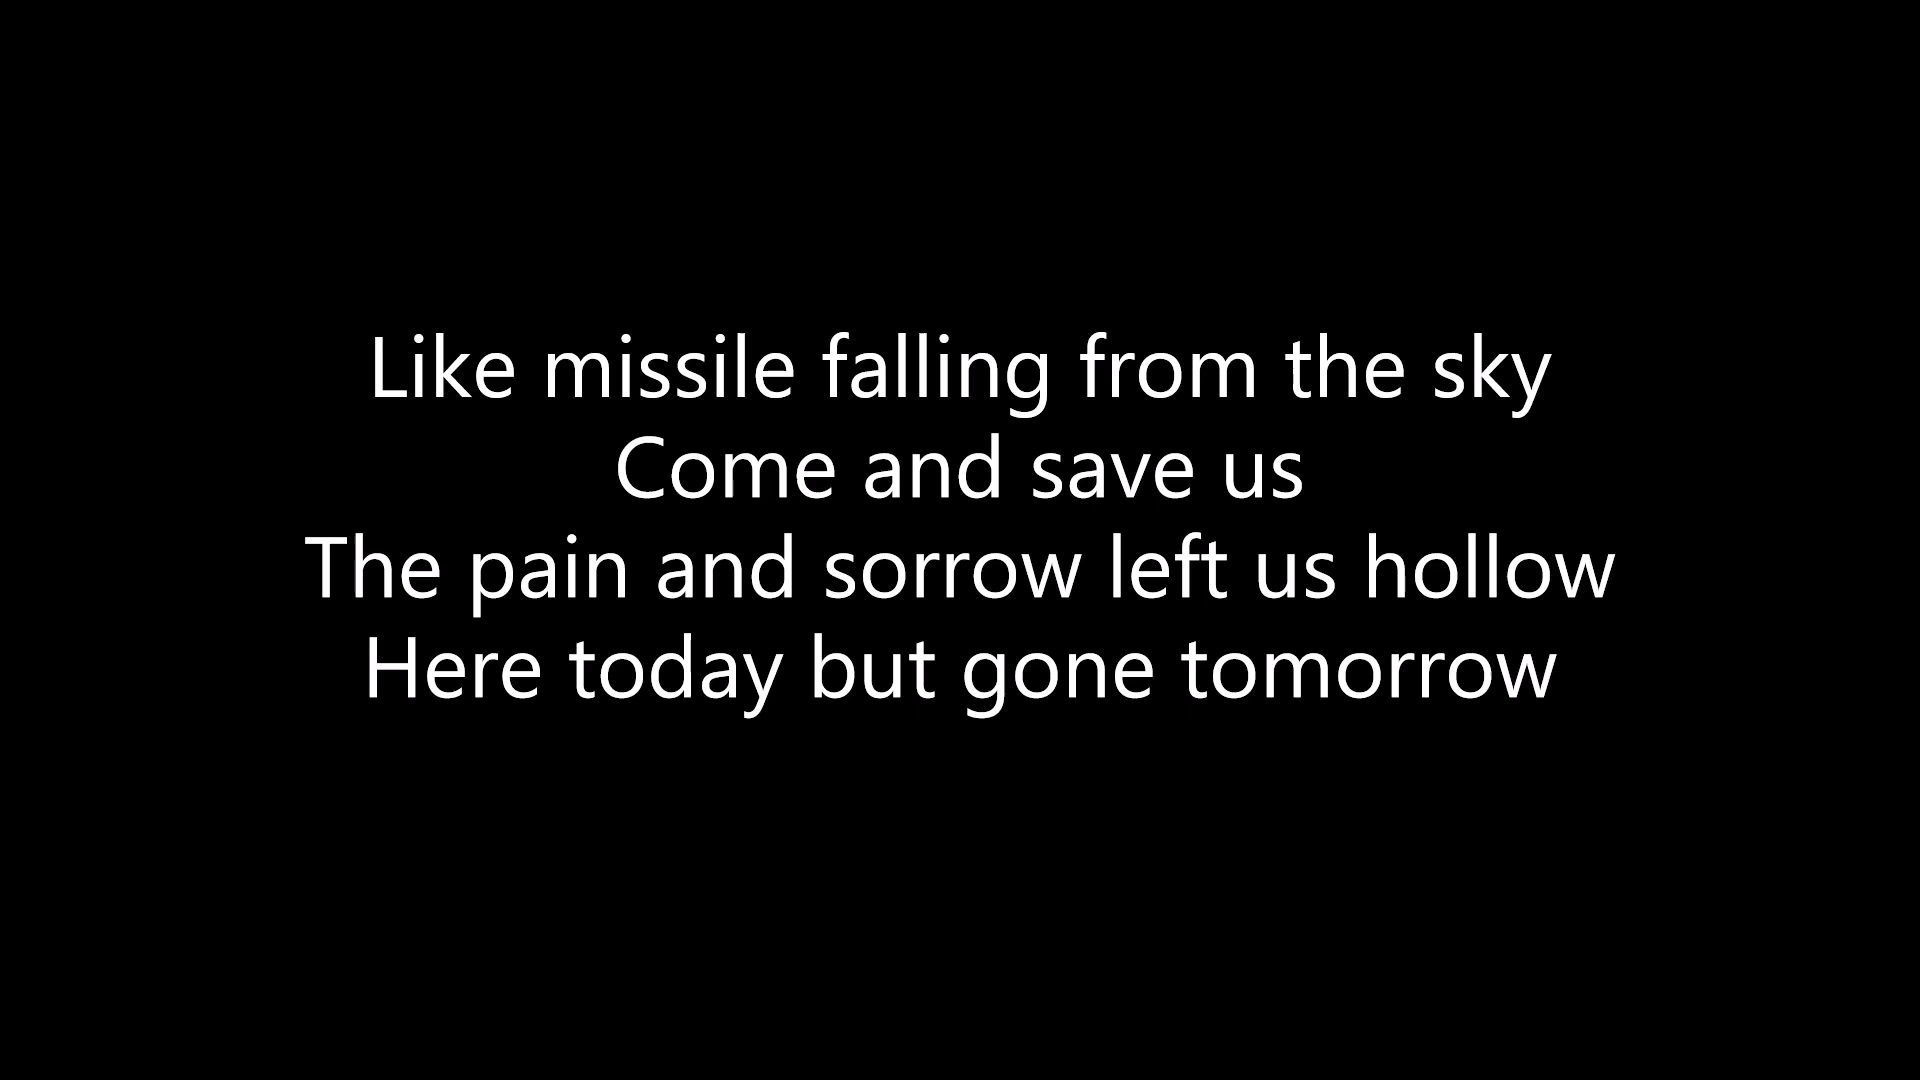 Like missile falling from the sky
Come and save us
The pain and sorrow left us hollow
Here today but gone tomorrow